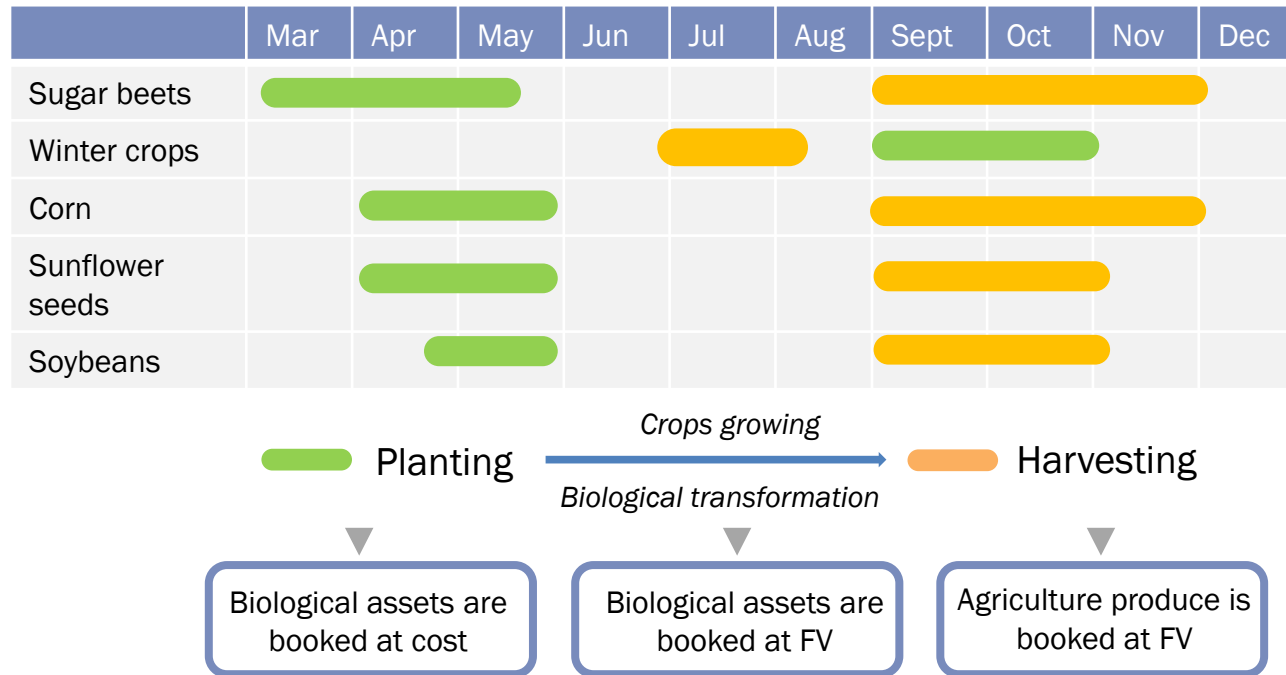 Mar Apr May Jun Jul Aug Sept Oct Nov Dec
Sugar beets
Winter crops
Corn
Sunflower
seeds
Soybeans
Crops growing
Planting
Harvesting
Biological transformation
Biological assets are
booked at cost
Biological assets are
booked at FV
Agriculture produce is
booked at FV